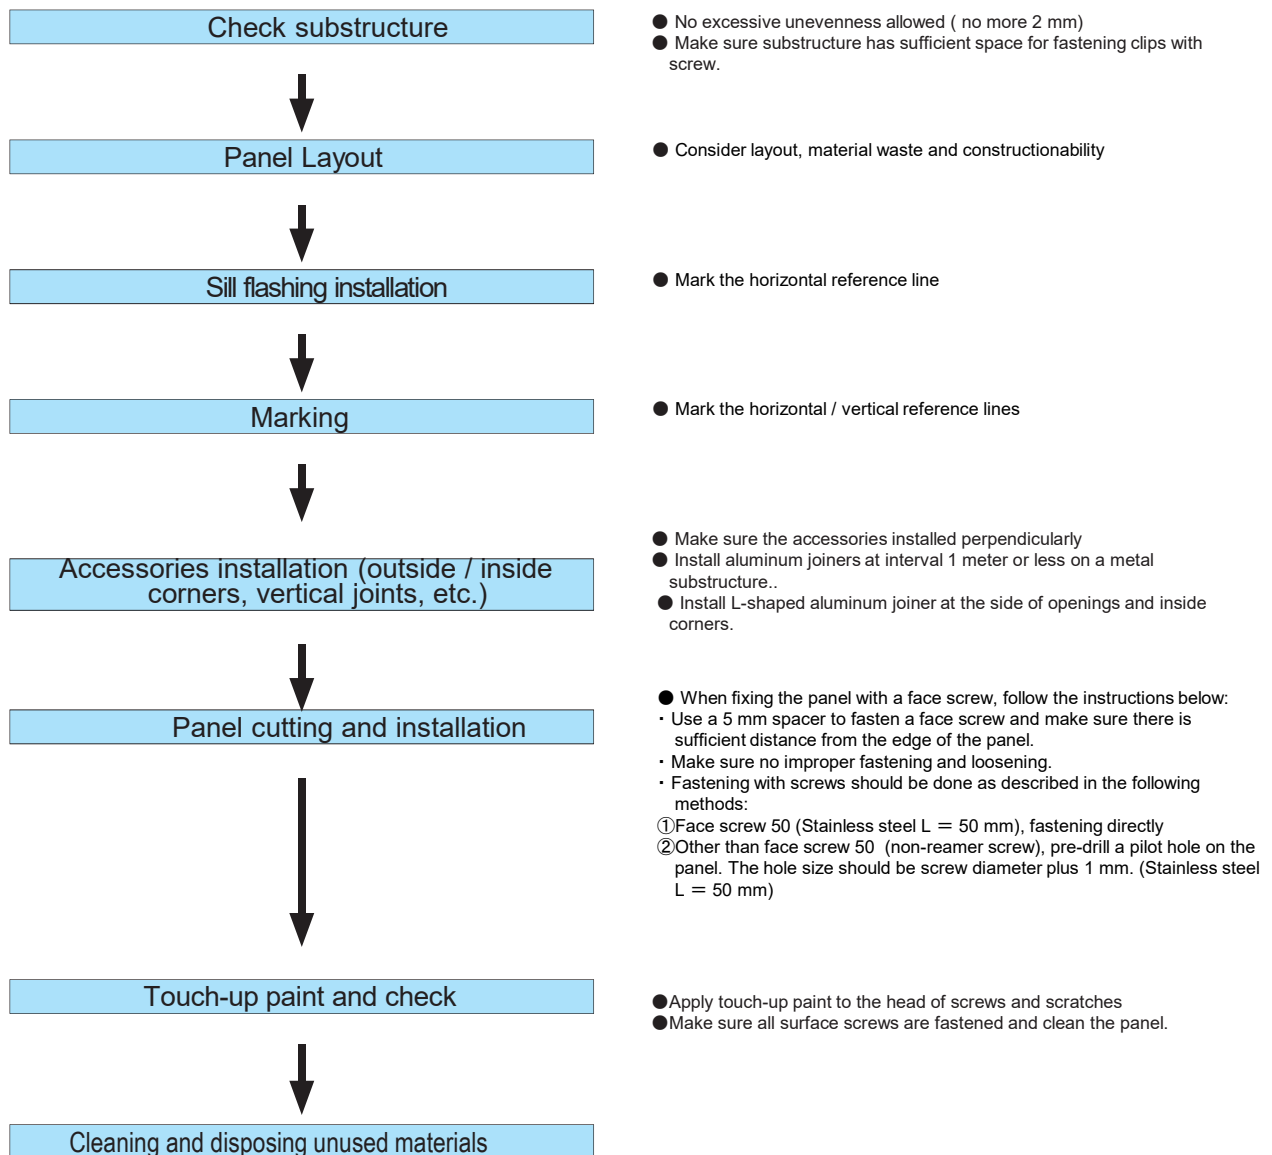 Check substructure
● No excessive unevenness allowed ( no more 2 mm)
● Make sure substructure has sufficient space for fastening clips with
screw.
Panel Layout
● Consider layout, material waste and constructionability
Sill flashing installation
● Mark the horizontal reference line
Marking
● Mark the horizontal / vertical reference lines
Accessories installation (outside / inside
corners, vertical joints, etc.)
● Make sure the accessories installed perpendicularly
● Install aluminum joiners at interval 1 meter or less on a metal
substructure..
● Install L-shaped aluminum joiner at the side of openings and inside
corners.
Panel cutting and installation
● When fixing the panel with a face screw, follow the instructions below:
・Use a 5 mm spacer to fasten a face screw and make sure there is
sufficient distance from the edge of the panel.
・Make sure no improper fastening and loosening.
・Fastening with screws should be done as described in the following
methods:
①Face screw 50 (Stainless steel L ＝ 50 mm), fastening directly
②Other than face screw 50 (non-reamer screw), pre-drill a pilot hole on the
panel. The hole size should be screw diameter plus 1 mm. (Stainless steel
L ＝ 50 mm)
Touch-up paint and check
●Apply touch-up paint to the head of screws and scratches
●Make sure all surface screws are fastened and clean the panel.
Cleaning and disposing unused materials